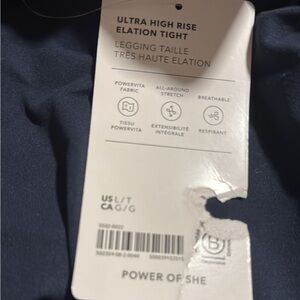 ULTRA HIGH RISE
ELATION TIGHT
LEGGING TAILLE
TRÈS HAUTE ELATION
POWERVITA
FABRIC
ALL-AROUND
STRETCH
BREATHABLE
TISSU
POWERVITA
EXTENSIBILITÉ
INTÉGRALE
RESPIRANT
US L/T
CA G/G
B
POWER OF SHE